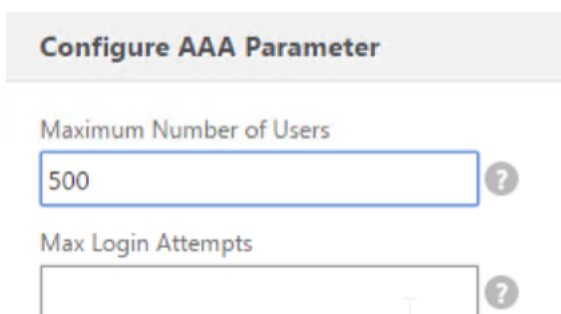 Configure AAA Parameter
Maximum Number of Users
500
?
Max Login Attempts
?